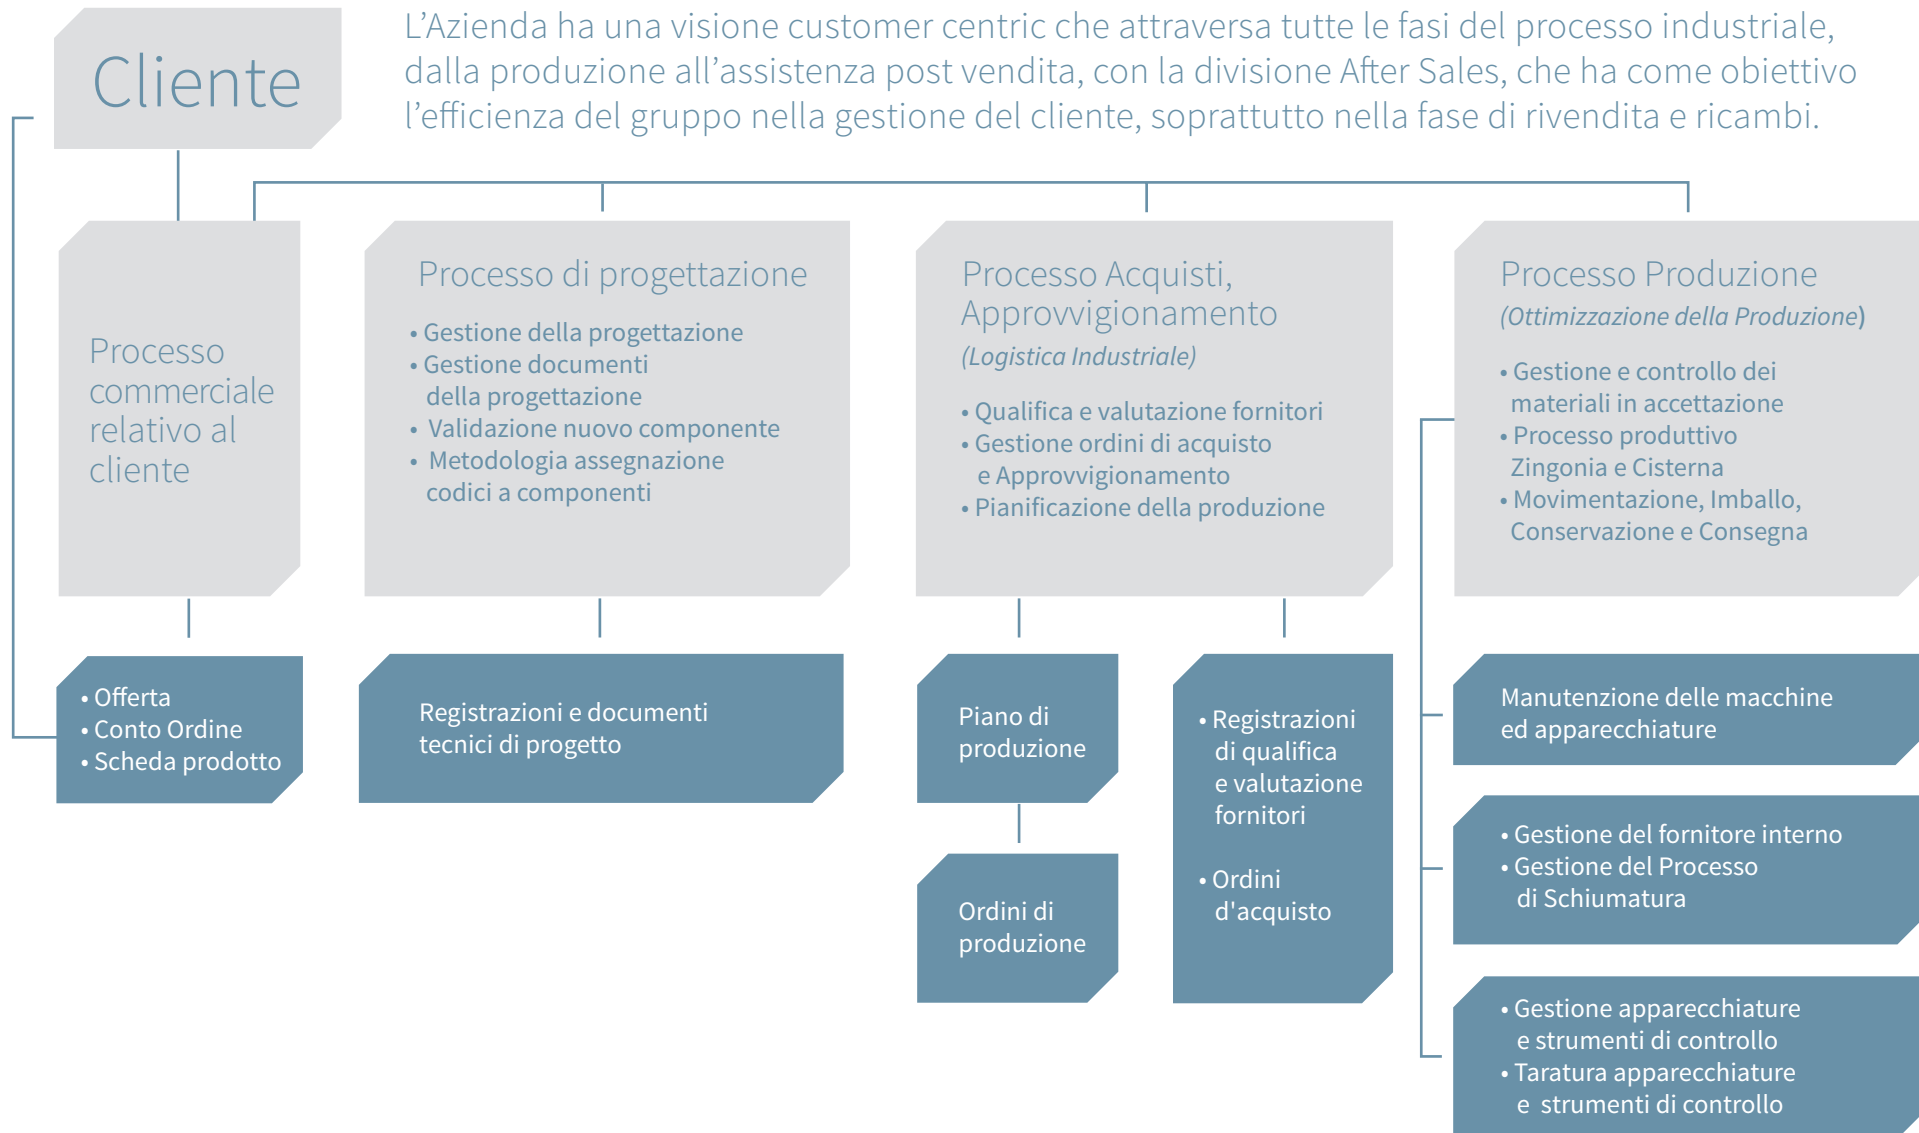 Cliente
L’Azienda ha una visione customer centric che attraversa tutte le fasi del processo industriale,
dalla produzione all’assistenza post vendita, con la divisione After Sales, che ha come obiettivo
l’efficienza del gruppo nella gestione del cliente, soprattutto nella fase di rivendita e ricambi.
Processo
commerciale
relativo al
cliente
Processo di progettazione
• Gestione della progettazione
• Gestione documenti
della progettazione
• Validazione nuovo componente
• Metodologia assegnazione
codici a componenti
Processo Acquisti,
Approvvigionamento
(Logistica Industriale)
• Qualifica e valutazione fornitori
• Gestione ordini di acquisto
e Approvvigionamento
• Pianificazione della produzione
Processo Produzione
(Ottimizzazione della Produzione)
• Gestione e controllo dei
materiali in accettazione
• Processo produttivo
Zingonia e Cisterna
• Movimentazione, Imballo,
Conservazione e Consegna
• Offerta
• Conto Ordine
• Scheda prodotto
Registrazioni e documenti
tecnici di progetto
Piano di
produzione
Ordini di
produzione
• Registrazioni
di qualifica
e valutazione
fornitori
• Ordini
d'acquisto
Manutenzione delle macchine
ed apparecchiature
• Gestione del fornitore interno
• Gestione del Processo
di Schiumatura
• Gestione apparecchiature
e strumenti di controllo
• Taratura apparecchiature
e strumenti di controllo